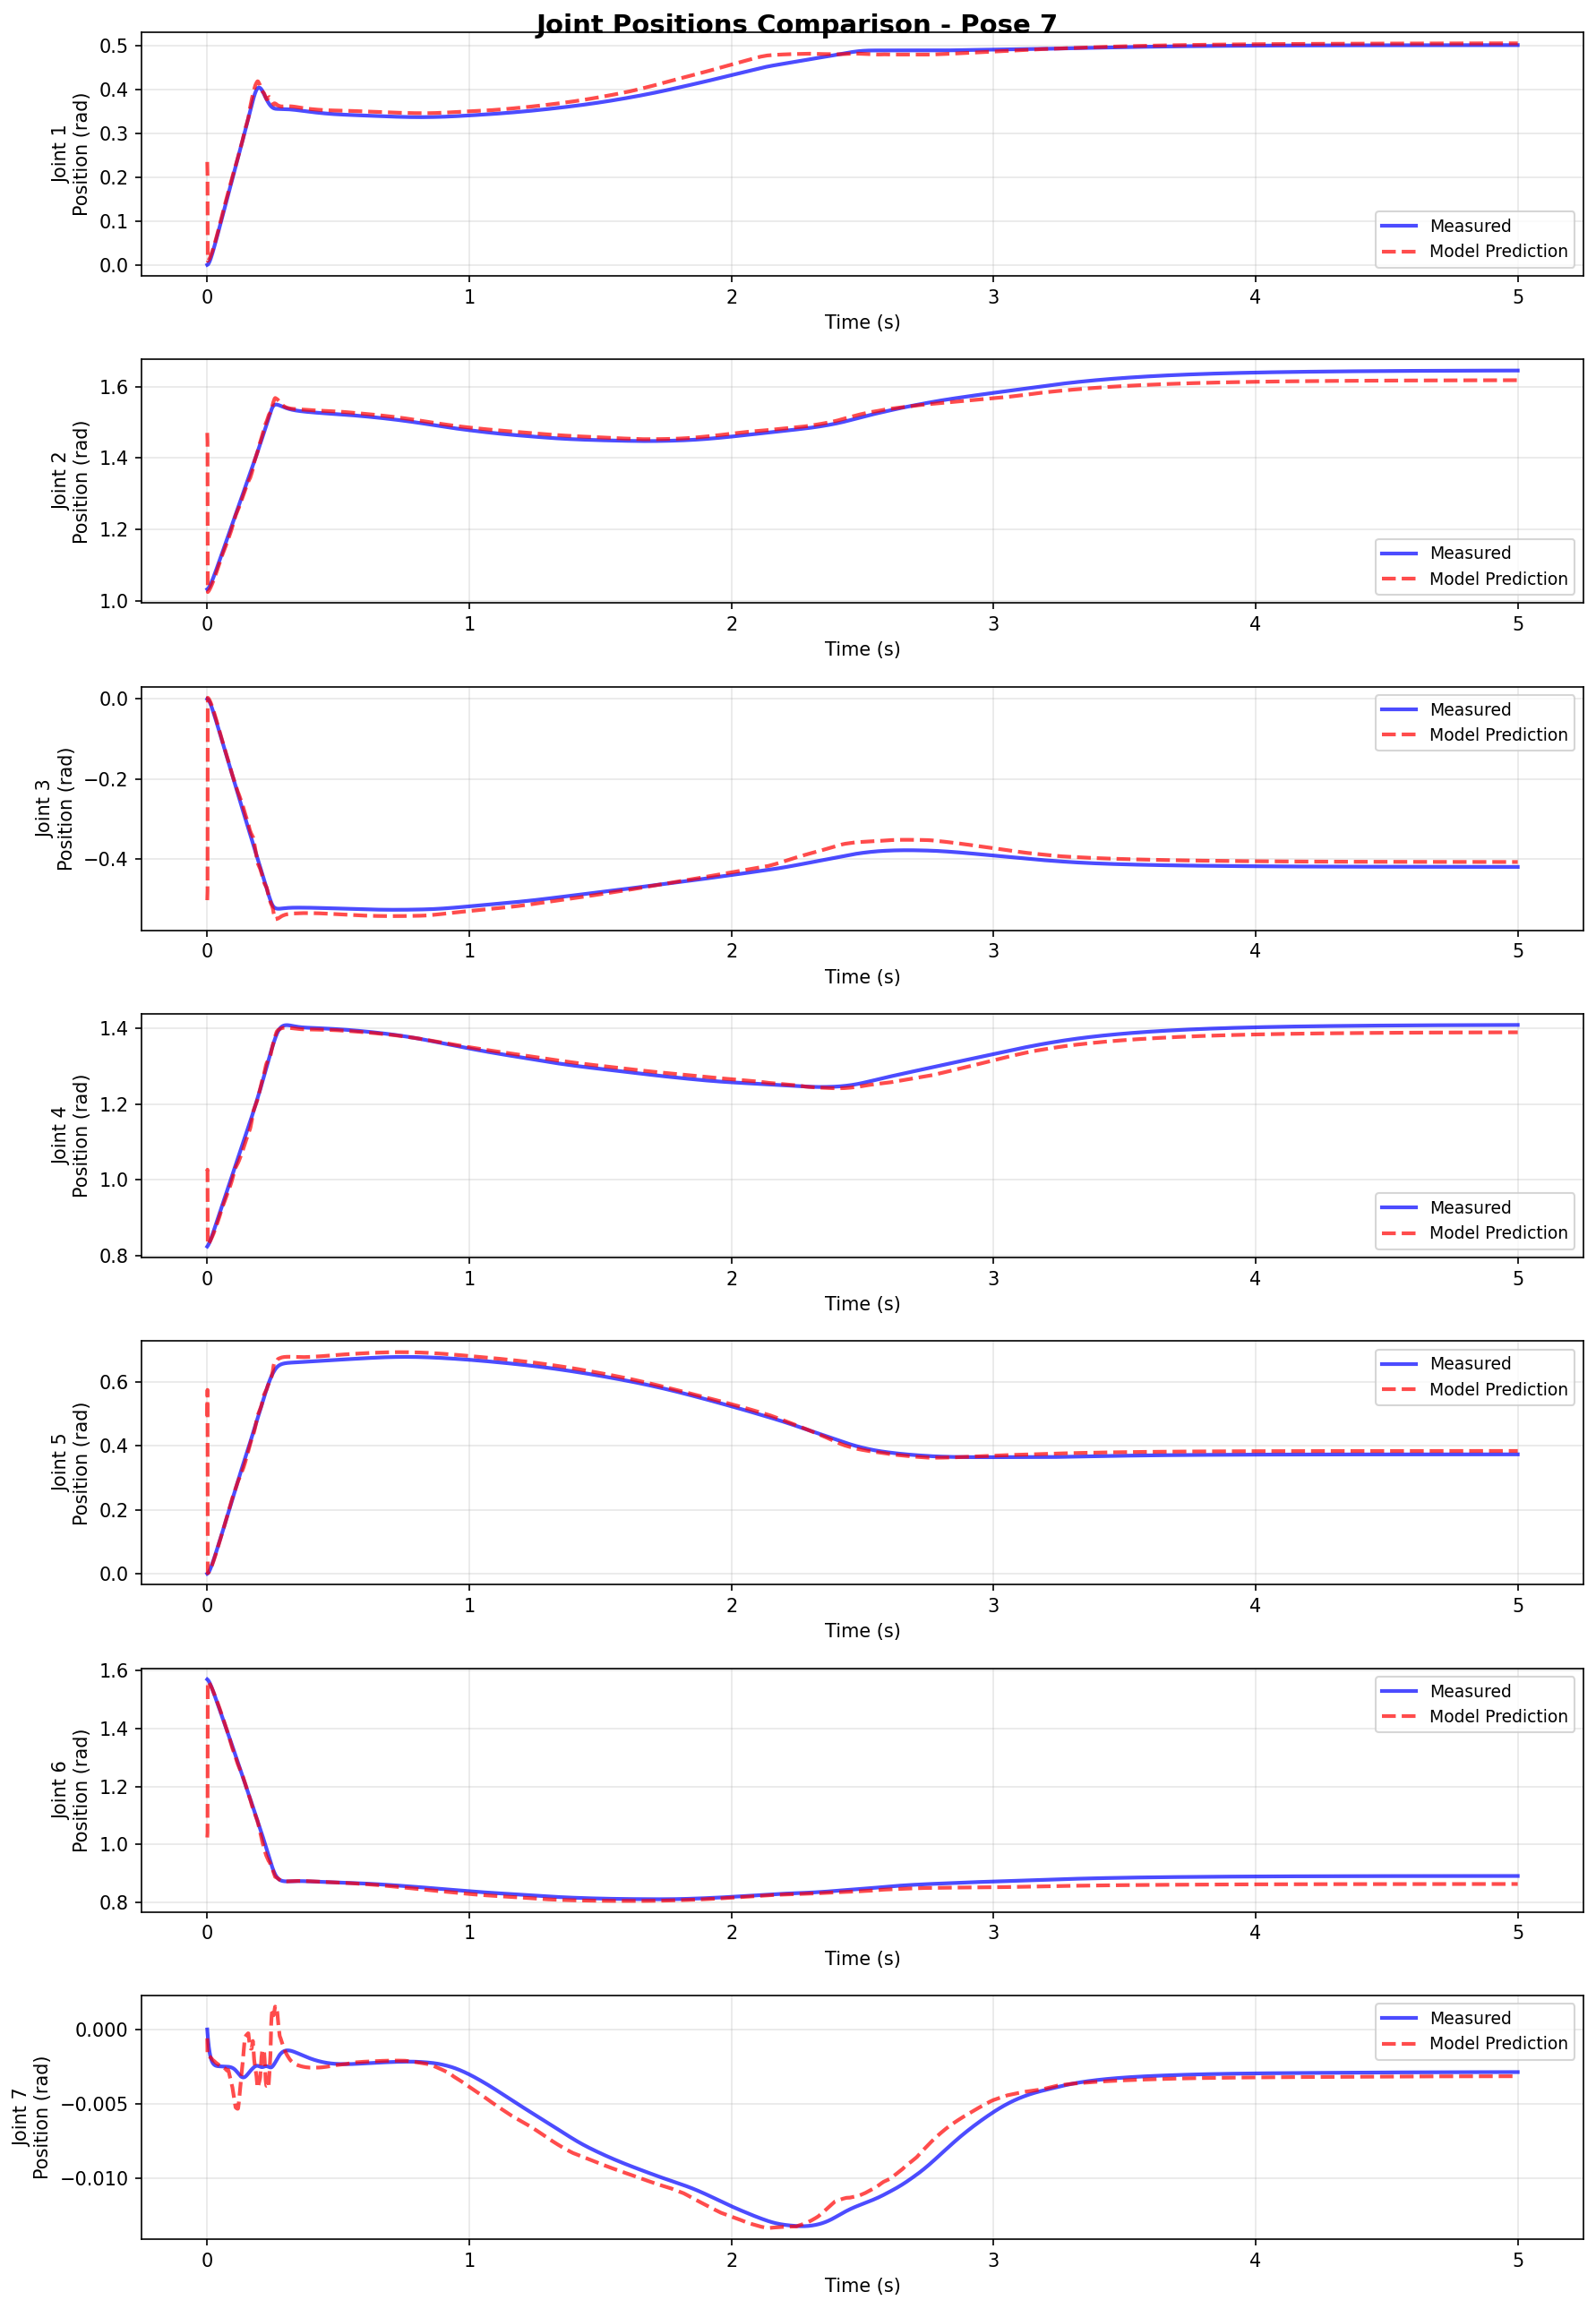 Joint Positions Comparison - Pose 7
Joint 1
Position (rad)
0.5
0.4
0.3
0.2
0.1
0.0
Measured
Model Prediction
0 1 2 3 4 5
Time (s)
Joint 2
Position (rad)
1.6
1.4
1.2
1.0
Measured
Model Prediction
0 1 2 3 4 5
Time (s)
Joint 3
Position (rad)
0.0
−0.2
−0.4
Measured
Model Prediction
0 1 2 3 4 5
Time (s)
Joint 4
Position (rad)
1.4
1.2
1.0
0.8
Measured
Model Prediction
0 1 2 3 4 5
Time (s)
Joint 5
Position (rad)
0.6
0.4
0.2
0.0
Measured
Model Prediction
0 1 2 3 4 5
Time (s)
Joint 6
Position (rad)
1.6
1.4
1.2
1.0
0.8
Measured
Model Prediction
0 1 2 3 4 5
Time (s)
Joint 7
Position (rad)
0.000
−0.005
−0.010
Measured
Model Prediction
0 1 2 3 4 5
Time (s)